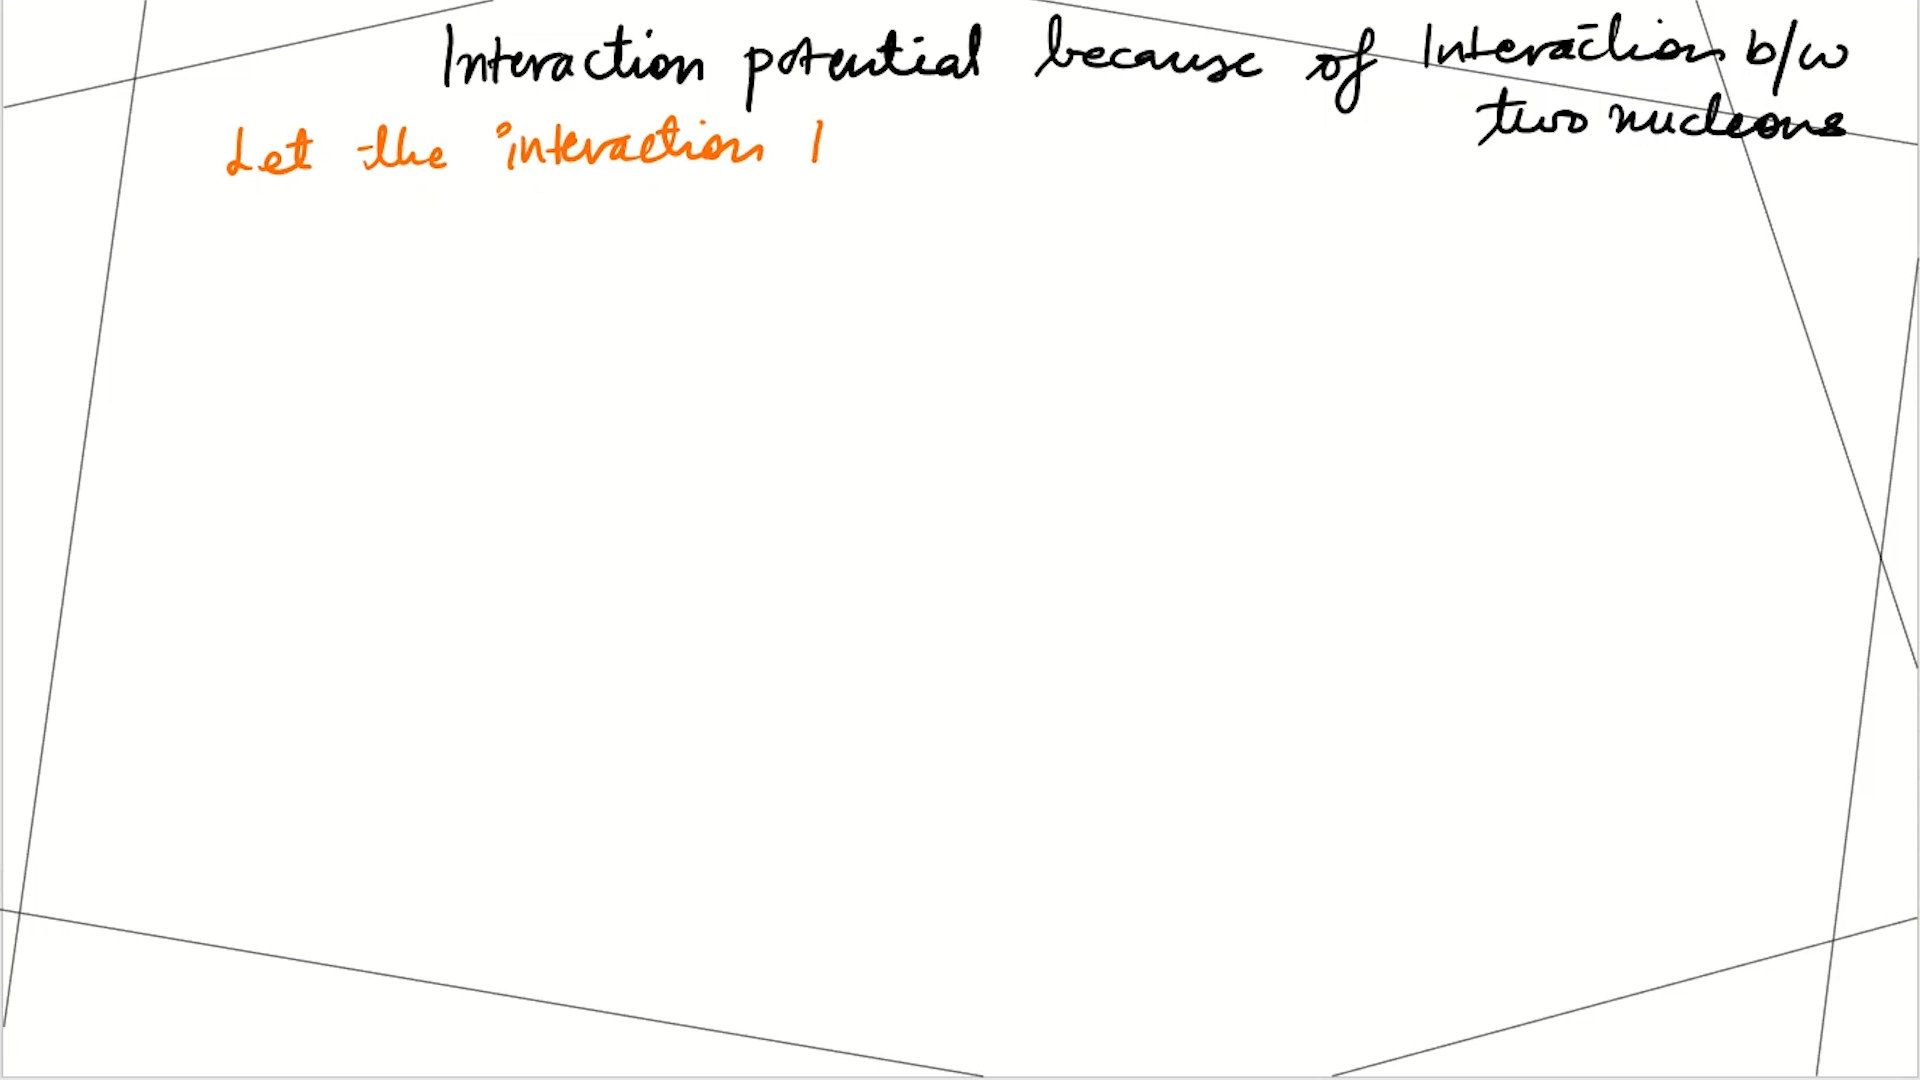 Interaction potential because of Interaction b/w
two nucleons
Let the interaction